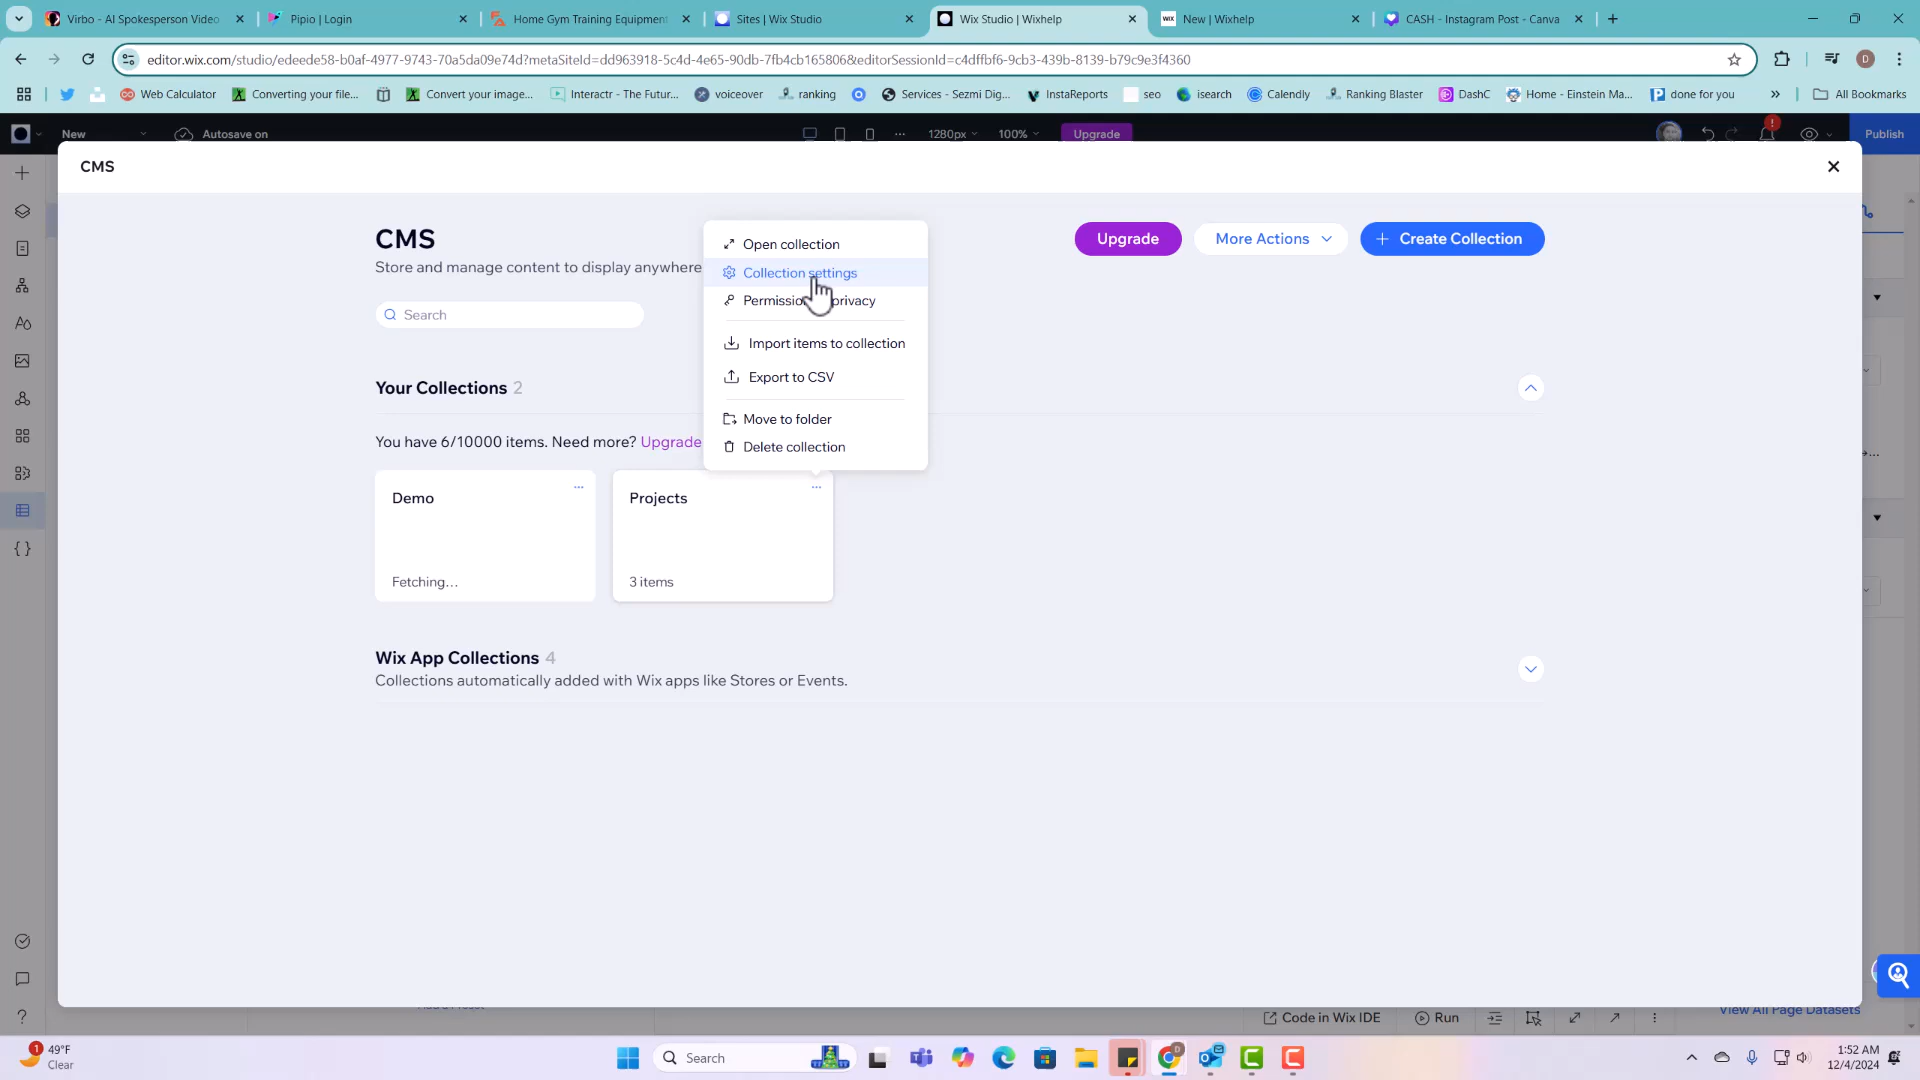 Virbo - AI Spokesperson Video
Pipio | Login
Home Gym Training Equipment
Sites | Wix Studio
Wix Studio | Wixhelp
WIX New | Wixhelp
CASH - Instagram Post - Canva
editor.wix.com/studio/edeede58-b0af-4977-9743-70a5da09e74d?metaSiteId=dd963918-5c4d-4e65-90db-7fb4cb165806&editorSessionId=c4dffbf6-9cb3-439b-8139-b79c9e3f4360
D
Web Calculator
Converting your file...
Convert your image...
Interactr - The Futur...
voiceover
ranking
Services - Sezmi Dig...
InstaReports
seo
isearch
Calendly
Ranking Blaster
DashC
Home - Einstein Ma...
done for you
»
All Bookmarks
New
Autosave on
1280px
100%
Upgrade
Publish
CMS
CMS
Store and manage content to display anywhere
Search
Open collection
Collection settings
Permissio privacy
Import items to collection
Export to CSV
Move to folder
Delete collection
Upgrade
More Actions
+ Create Collection
Your Collections 2
You have 6/10000 items. Need more? Upgrade
Demo
Fetching...
Projects
3 items
Wix App Collections 4
Collections automatically added with Wix apps like Stores or Events.
Code in Wix IDE
Run
View All Page Datasets
1
49°F
Clear
Search
1:52 AM
12/4/2024